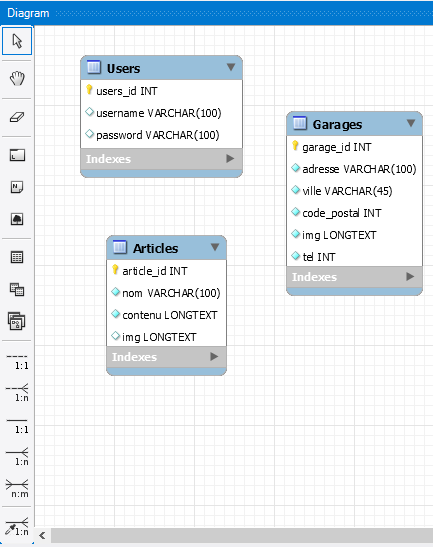 Diagram
Users
users_id INT
username VARCHAR(100)
password VARCHAR(100)
Indexes
Garages
garage_id INT
adresse VARCHAR(100)
ville VARCHAR(45)
code_postal INT
img LONGTEXT
tel INT
Indexes
Articles
article_id INT
nom VARCHAR(100)
contenu LONGTEXT
img LONGTEXT
Indexes
1:1
1:n
1:1
1:n
n:m
1:n